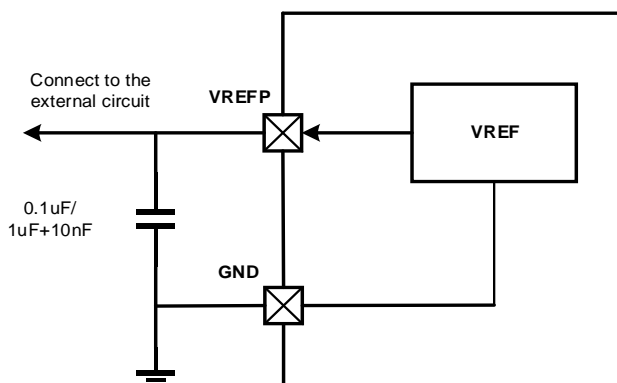 Connect to the
external circuit
VREFP
VREF
0.1uF/
1uF+10nF
GND